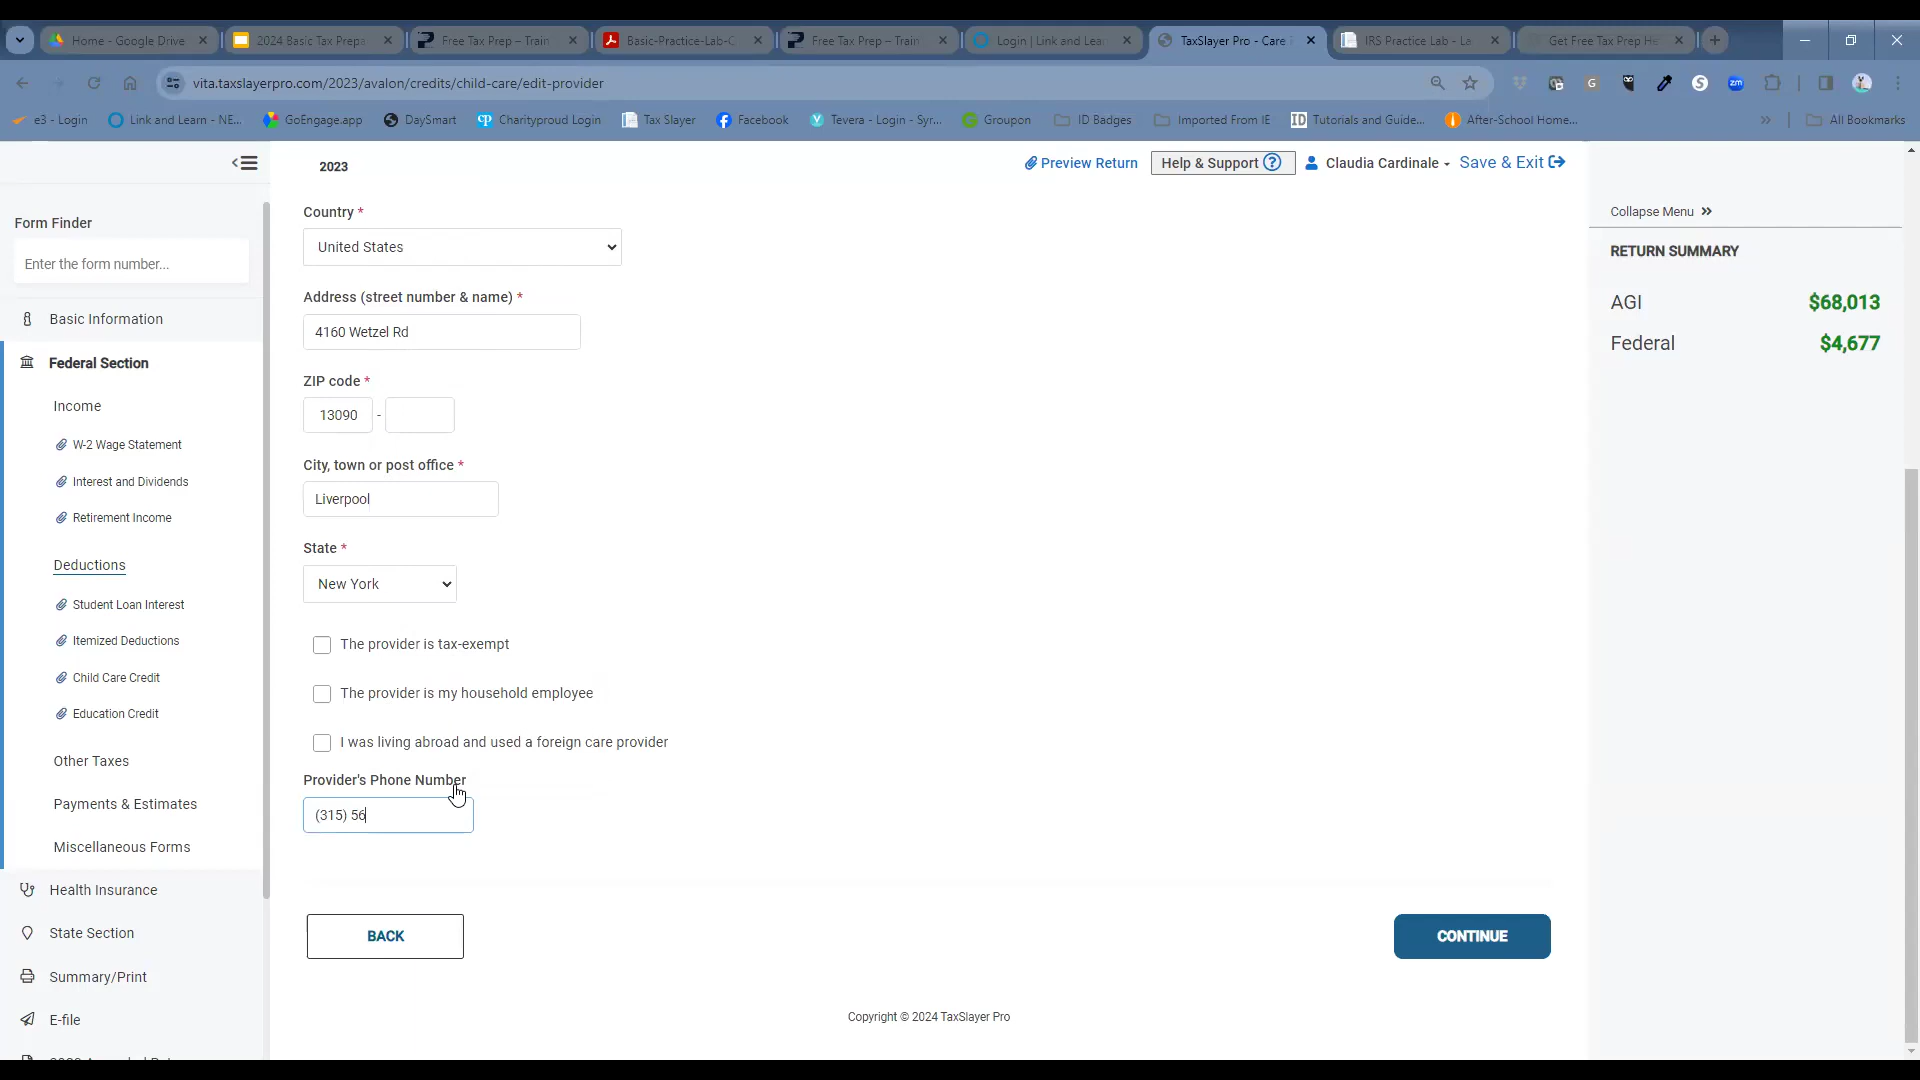 Home - Google Drive
2024 Basic Tax Prepa
Free Tax Prep – Train
Basic-Practice-Lab-C
Free Tax Prep – Train
Login | Link and Lea
TaxSlayer Pro - Care
IRS Practice Lab - La
Get Free Tax Prep He
vita.taxslayerpro.com/2023/avalon/credits/child-care/edit-provider
e3 - Login
Link and Learn - NE...
GoEngage.app
DaySmart
Charityproud Login
Tax Slayer
Facebook
Tevera - Login - Syr...
Groupon
ID Badges
Imported From IE
Tutorials and Guide...
After-School Home...
All Bookmarks
2023
Preview Return
Help & Support
Claudia Cardinale
Save & Exit
Form Finder
Enter the form number...
Basic Information
Federal Section
Income
W-2 Wage Statement
Interest and Dividends
Retirement Income
Deductions
Student Loan Interest
Itemized Deductions
Child Care Credit
Education Credit
Other Taxes
Payments & Estimates
Miscellaneous Forms
Health Insurance
State Section
Summary/Print
E-file
Country *
United States
Address (street number & name) *
4160 Wetzel Rd
ZIP code *
13090 -
City, town or post office *
Liverpool
State *
New York
The provider is tax-exempt
The provider is my household employee
I was living abroad and used a foreign care provider
Provider's Phone Number
(315) 56
BACK
CONTINUE
Copyright © 2024 TaxSlayer Pro
Collapse Menu
RETURN SUMMARY
AGI $68,013
Federal $4,677